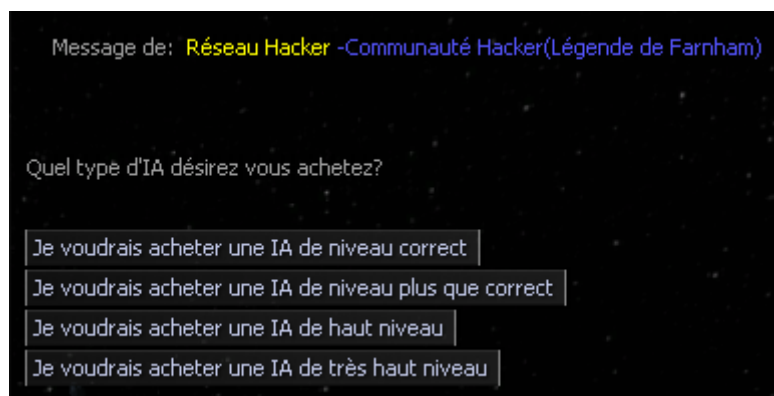 Message de: Réseau Hacker -Communauté Hacker(Légende de Farnham)
Quel type d'IA désirez vous achetez?
Je voudrais acheter une IA de niveau correct
Je voudrais acheter une IA de niveau plus que correct
Je voudrais acheter une IA de haut niveau
Je voudrais acheter une IA de très haut niveau